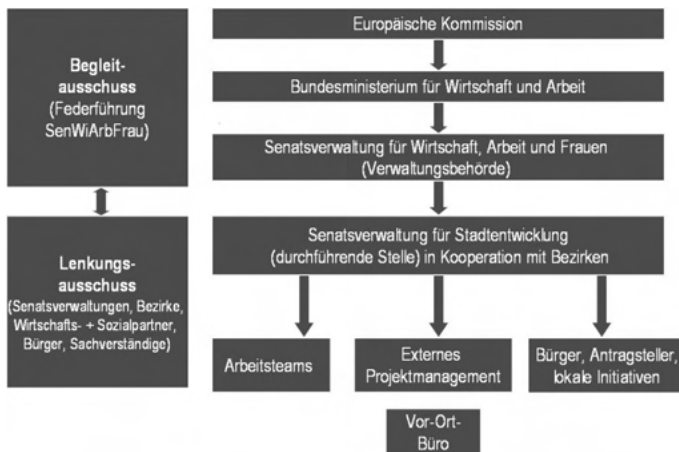 Begleit-
ausschuss
(Federführung
SenWiArbFrau)
Lenkungs-
ausschuss
(Senatsverwaltungen, Bezirke,
Wirtschafts- + Sozialpartner,
Bürger, Sachverständige)
Europäische Kommission
Bundesministerium für Wirtschaft und Arbeit
Senatsverwaltung für Wirtschaft, Arbeit und Frauen
(Verwaltungsbehörde)
Senatsverwaltung für Stadtentwicklung
(durchführende Stelle) in Kooperation mit Bezirken
Arbeitsteams
Externes
Projektmanagement
Bürger, Antragsteller,
lokale Initiativen
Vor-Ort-
Büro